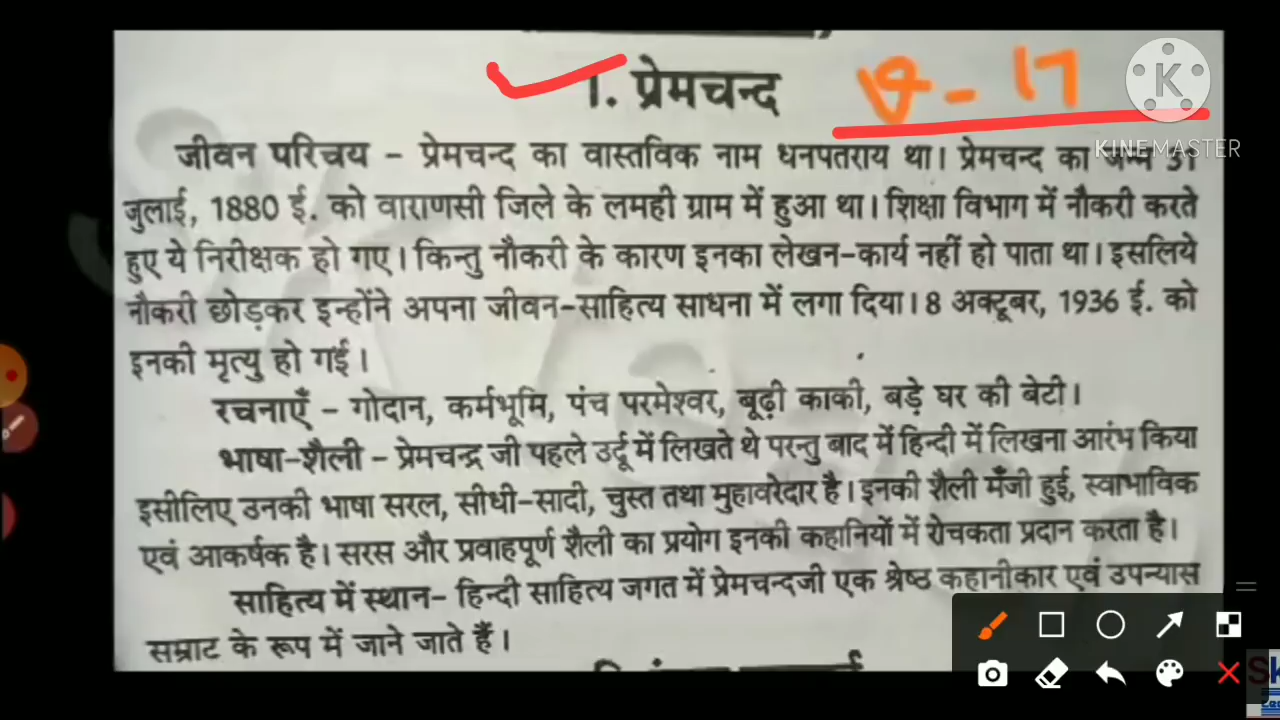 1. प्रेमचन्द
प्र - 17
KINEMASTER
जीवन परिचय - प्रेमचन्द का वास्तविक नाम धनपतराय था। प्रेमचन्द का जन्म 31
जुलाई, 1880 ई. को वाराणसी जिले के लमही ग्राम में हुआ था। शिक्षा विभाग में नौकरी करते
हुए ये निरीक्षक हो गए। किन्तु नौकरी के कारण इनका लेखन-कार्य नहीं हो पाता था। इसलिये
नौकरी छोड़कर इन्होंने अपना जीवन-साहित्य साधना में लगा दिया। 8 अक्टूबर, 1936 ई. को
इनकी मृत्यु हो गई।
रचनाएँ - गोदान, कर्मभूमि, पंच परमेश्वर, बूढ़ी काकी, बड़े घर की बेटी।
भाषा-शैली - प्रेमचन्द्र जी पहले उर्दू में लिखते थे परन्तु बाद में हिन्दी में लिखना आरंभ किया
इसीलिए उनकी भाषा सरल, सीधी-सादी, चुस्त तथा मुहावरेदार है। इनकी शैली मँजी हुई, स्वाभाविक
एवं आकर्षक है। सरस और प्रवाहपूर्ण शैली का प्रयोग इनकी कहानियों में रोचकता प्रदान करता है।
साहित्य में स्थान- हिन्दी साहित्य जगत में प्रेमचन्दजी एक श्रेष्ठ कहानीकार एवं उपन्यास
सम्राट के रूप में जाने जाते हैं।